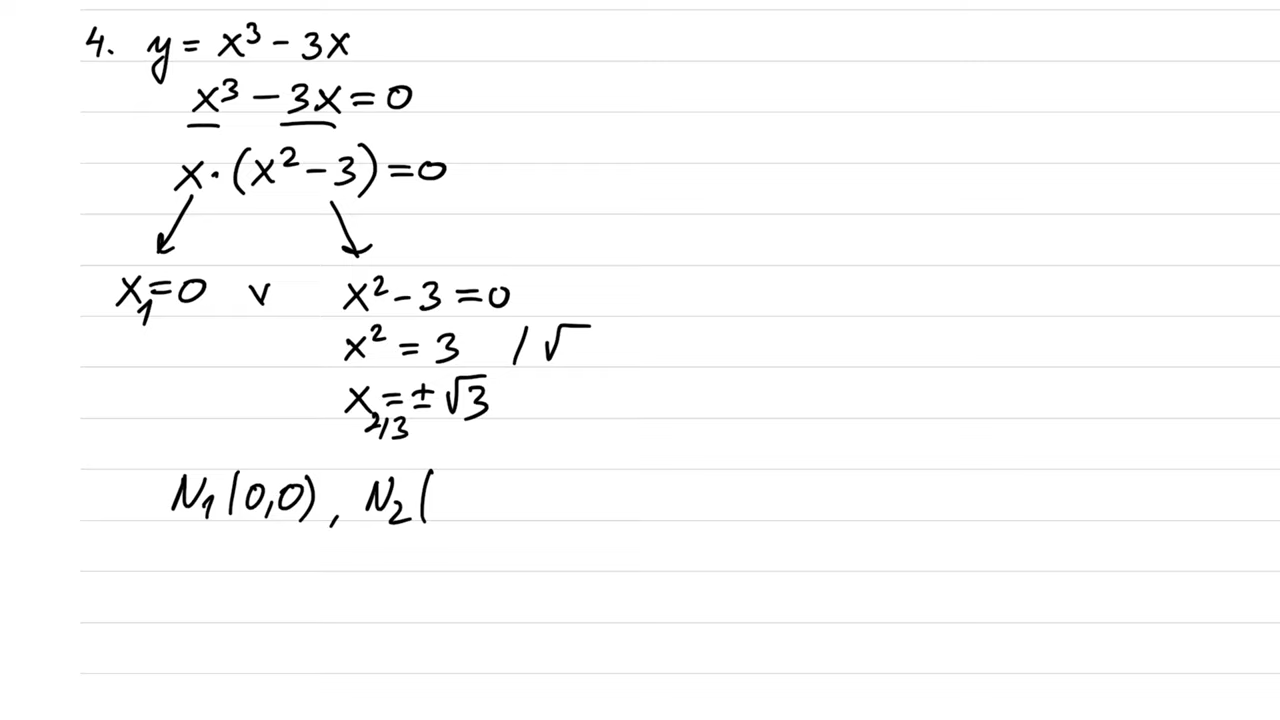 4. y = x³ - 3x
x³ - 3x = 0
x · (x² - 3) = 0
x₁ = 0 v x² - 3 = 0
x² = 3 / √
x₂/₃ = ± √3
N₁ (0,0), N₂ (